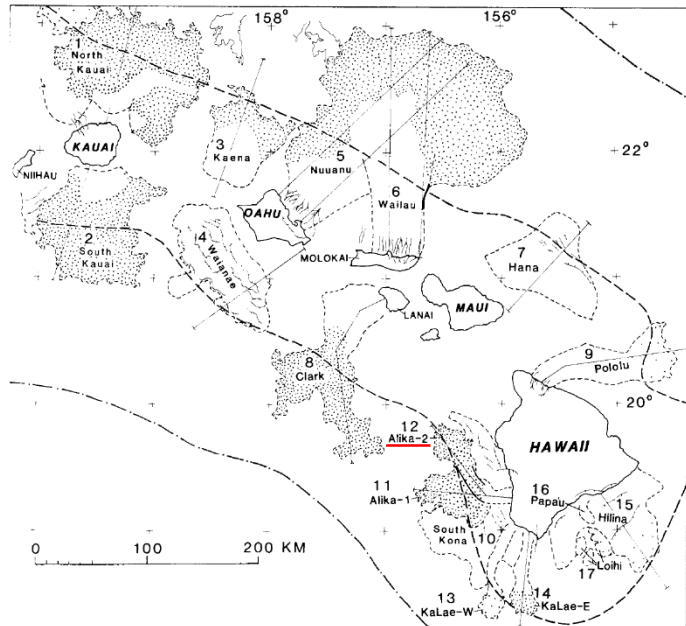 158°
156°
1
North
Kauai
KAUAI
NIIHAU
3
Kaena
5
Nuuanu
22°
6
Wailau
OAHU
2
South
Kauai
4
Waianae
MOLOKAI
7
Hana
LANAI
MAUI
8
Clark
9
Pololu
20°
12
Alika-2
HAWAII
11
Alika-1
16
Papa'u
15
Hilina
South
Kona
10
Loihi
17
0
100
200 KM
13
KaLae-W
14
KaLae-E